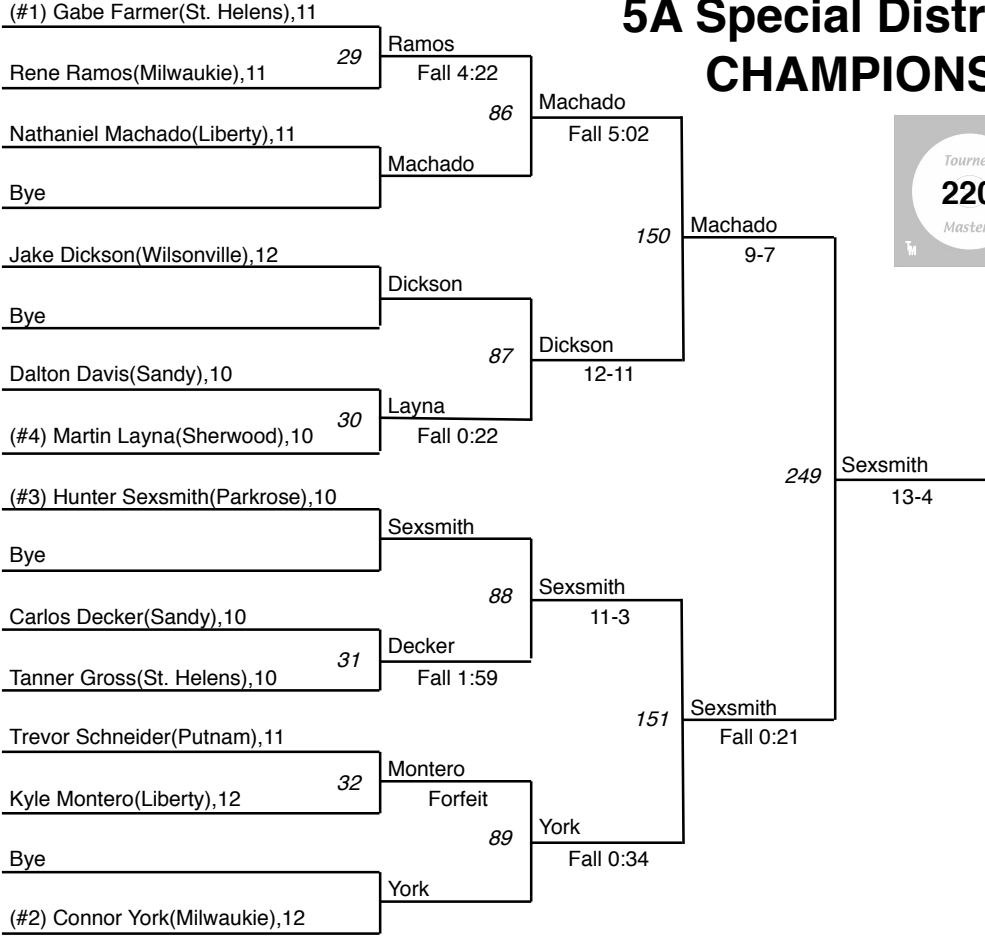 (#1) Gabe Farmer(St. Helens),11
5A Special Distr
29
Ramos
Rene Ramos(Milwaukie),11
Fall 4:22
CHAMPIONS
86
Machado
Fall 5:02
Nathaniel Machado(Liberty),11
Machado
Bye
Tourne
220
Master
TM
150
Machado
9-7
Jake Dickson(Wilsonville),12
Dickson
Bye
87
Dickson
12-11
Dalton Davis(Sandy),10
30
Layna
(#4) Martin Layna(Sherwood),10
Fall 0:22
249
Sexsmith
13-4
(#3) Hunter Sexsmith(Parkrose),10
Sexsmith
Bye
88
Sexsmith
11-3
Carlos Decker(Sandy),10
31
Decker
Tanner Gross(St. Helens),10
Fall 1:59
151
Sexsmith
Fall 0:21
Trevor Schneider(Putnam),11
32
Montero
Kyle Montero(Liberty),12
Forfeit
89
York
Fall 0:34
Bye
York
(#2) Connor York(Milwaukie),12